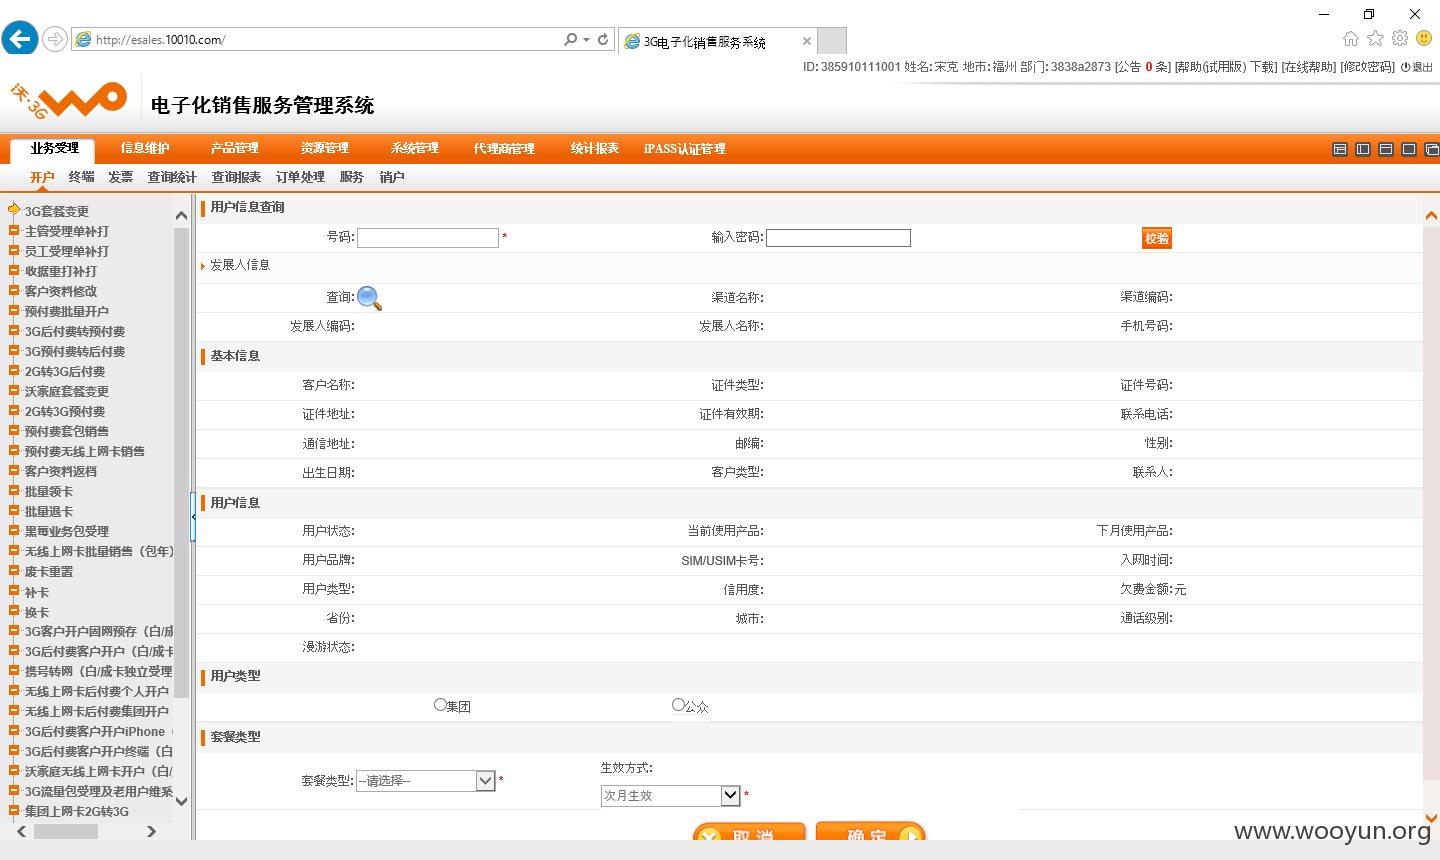 http://esales.10010.com/
3G电子化销售服务系统
ID: 385910111001 姓名:宋克 地市:福州 部门:3838a2873 [公告 0 条] [帮助(试用版) 下载] [在线帮助] [修改密码] 退出
沃·3G wo 电子化销售服务管理系统
业务受理 信息维护 产品管理 资源管理 系统管理 代理商管理 统计报表 iPASS认证管理
开户 终端 发票 查询统计 查询报表 订单处理 服务 销户
3G套餐变更
主管受理单补打
员工受理单补打
收据重打补打
客户资料修改
预付费批量开户
3G后付费转预付费
3G预付费转后付费
2G转3G后付费
沃家庭套餐变更
2G转3G预付费
预付费套包销售
预付费无线上网卡销售
客户资料返档
批量领卡
批量退卡
黑莓业务包受理
无线上网卡批量销售（包年）
废卡重置
补卡
换卡
3G客户开户固网预存（白/成
3G后付费客户开户（白/成卡
携号转网（白/成卡独立受理
无线上网卡后付费个人开户
无线上网卡后付费集团开户
3G后付费客户开户iPhone（
3G后付费客户开户终端（白
沃家庭无线上网卡开户（白/
3G流量包受理及老用户维系
集团上网卡2G转3G
用户信息查询
号码: * 输入密码: 校验
发展人信息
查询: 渠道名称: 渠道编码:
发展人编码: 发展人名称: 手机号码:
基本信息
客户名称: 证件类型: 证件号码:
证件地址: 证件有效期: 联系电话:
通信地址: 邮编: 性别:
出生日期: 客户类型: 联系人:
用户信息
用户状态: 当前使用产品: 下月使用产品:
用户品牌: SIM/USIM卡号: 入网时间:
用户类型: 信用度: 欠费金额:元
省份: 城市: 通话级别:
漫游状态:
用户类型
集团 公众
套餐类型
套餐类型: --请选择-- *
生效方式:
次月生效 *
取消 确定
www.wooyun.org